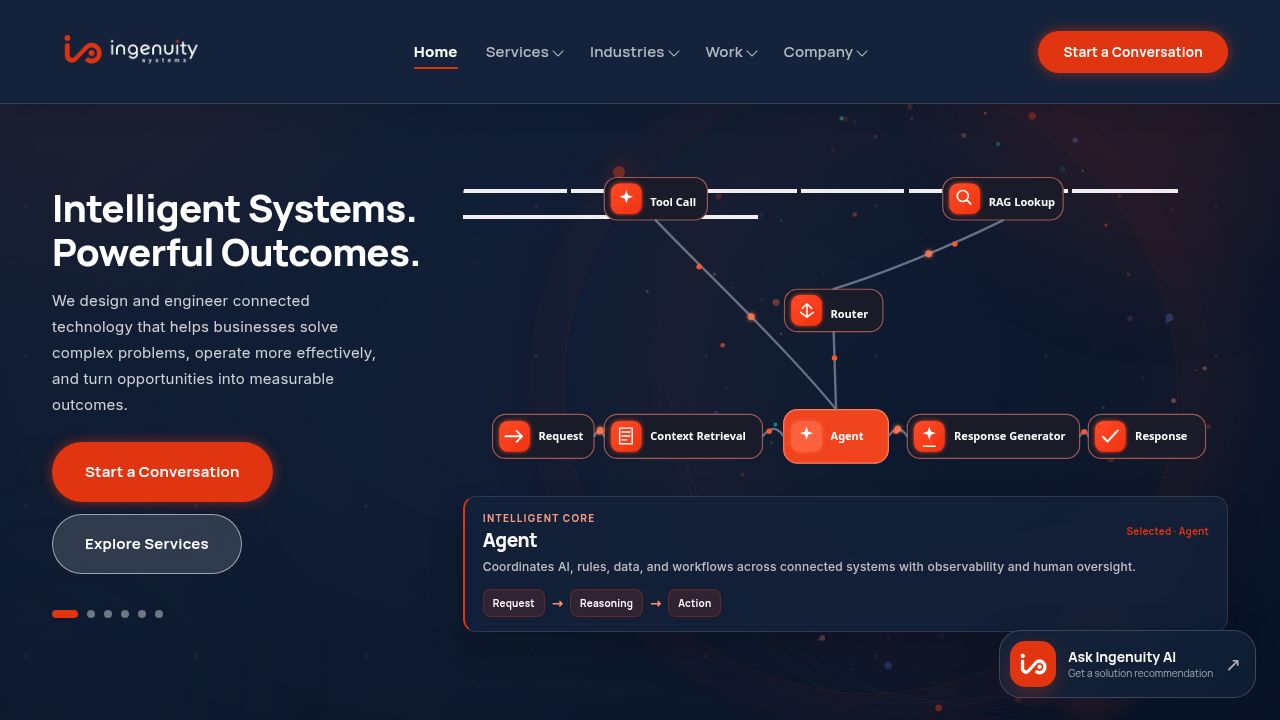 ingenuity
systems
Home
Services
Industries
Work
Company
Start a Conversation
Intelligent Systems.
Powerful Outcomes.
We design and engineer connected
technology that helps businesses solve
complex problems, operate more effectively,
and turn opportunities into measurable
outcomes.
Start a Conversation
Explore Services
Tool Call
RAG Lookup
Router
Request
Context Retrieval
Agent
Response Generator
Response
INTELLIGENT CORE
Agent
Selected · Agent
Coordinates AI, rules, data, and workflows across connected systems with observability and human oversight.
Request → Reasoning → Action
Ask Ingenuity AI
Get a solution recommendation ↗